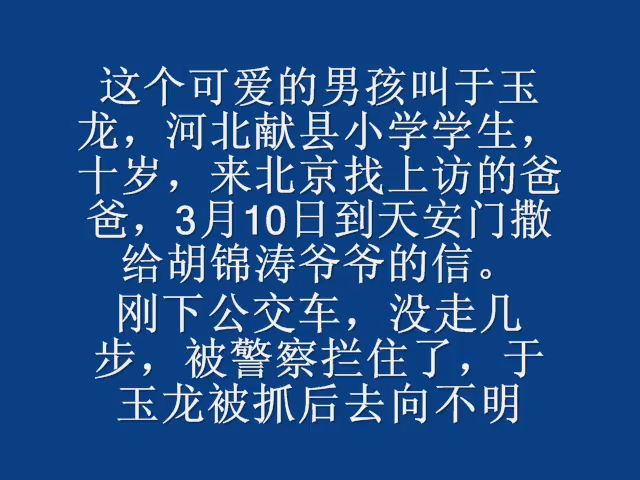 这个可爱的男孩叫于玉
龙，河北献县小学学生，
十岁，来北京找上访的爸
爸，3月10日到天安门撒
给胡锦涛爷爷的信。
刚下公交车，没走几
步，被警察拦住了，于
玉龙被抓后去向不明